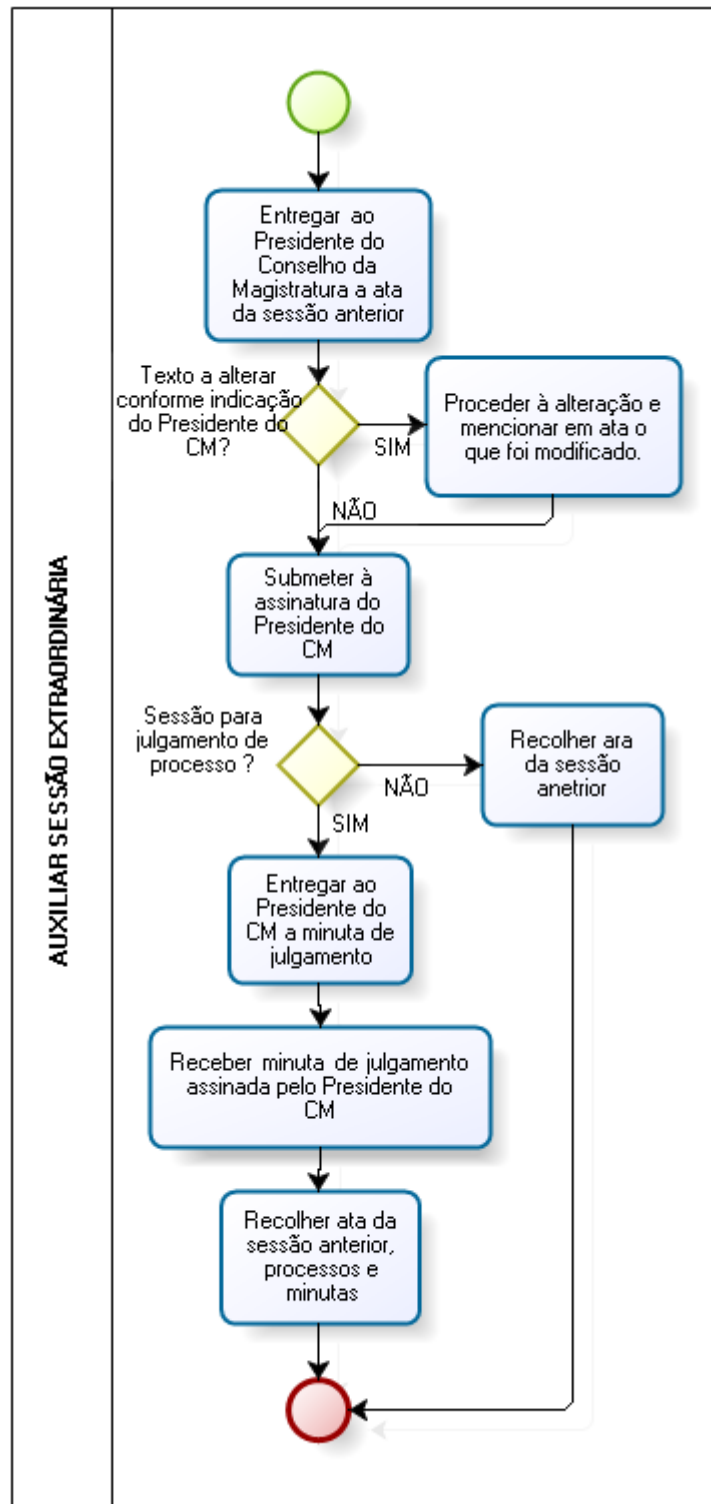 AUXILIAR SESSÃO EXTRAORDINÁRIA
Entregar ao
Presidente do
Conselho da
Magistratura a ata
da sessão anterior
Texto a alterar
conforme indicação
do Presidente do
CM?
SIM
Proceder à alteração e
mencionar em ata o
que foi modificado.
NÃO
Submeter à
assinatura do
Presidente do
CM
Sessão para
julgamento de
processo ?
NÃO
Recolher ara
da sessão
anetrior
SIM
Entregar ao
Presidente do
CM a minuta de
julgamento
Receber minuta de julgamento
assinada pelo Presidente do
CM
Recolher ata da
sessão anterior,
processos e
minutas